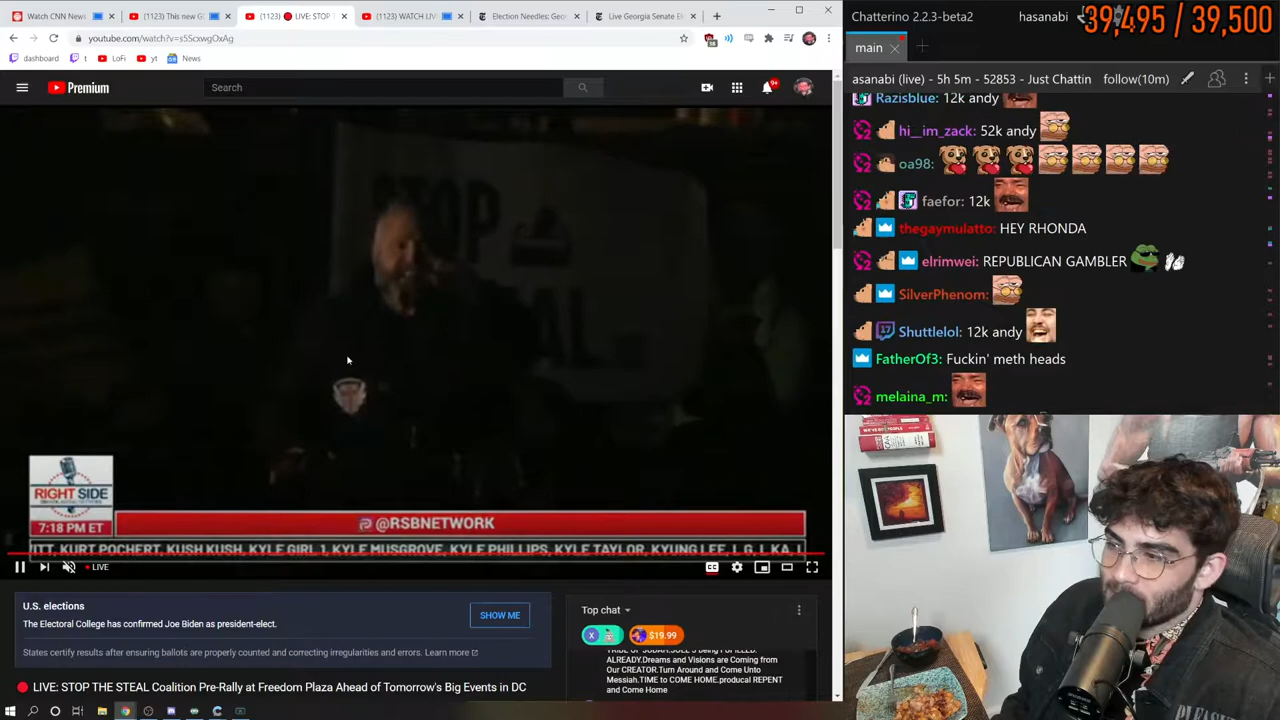 Watch CNN News
(1123) This new G
(1123) 🔴 LIVE: STOP T
(1123) WATCH LIV
Election Needles: Geo
Live Georgia Senate El
youtube.com/watch?v=s5ScxwgOxAg
dashboard
t
LoFi
yt
News
Premium
Search
9+
STOP
STEAL
RIGHT SIDE
7:18 PM ET
@RSBNETWORK
ITT, KURT POCHERT, KUSH KUSH, KYLE GIRL 1, KYLE MUSGROVE, KYLE PHILLIPS, KYLE TAYLOR, KYUNG LEE, L G, L KA, L
LIVE
U.S. elections
The Electoral College has confirmed Joe Biden as president-elect.
SHOW ME
States certify results after ensuring ballots are properly counted and correcting irregularities and errors. Learn more
LIVE: STOP THE STEAL Coalition Pre-Rally at Freedom Plaza Ahead of Tomorrow's Big Events in DC
Top chat
X
$19.99
ALREADY.Dreams and Visions are Coming from
Our CREATOR.Turn Around and Come Unto
Messiah.TIME to COME HOME.producal REPENT
and Come Home
Chatterino 2.2.3-beta2
hasanabi
39,495 / 39,500
main
asanabi (live) - 5h 5m - 52853 - Just Chattin
follow(10m)
Razisblue: 12k andy
hi__im_zack: 52k andy
oa98:
faefor: 12k
thegaymulatto: HEY RHONDA
elrimwei: REPUBLICAN GAMBLER
SilverPhenom:
Shuttlelol: 12k andy
FatherOf3: Fuckin' meth heads
melaina_m: